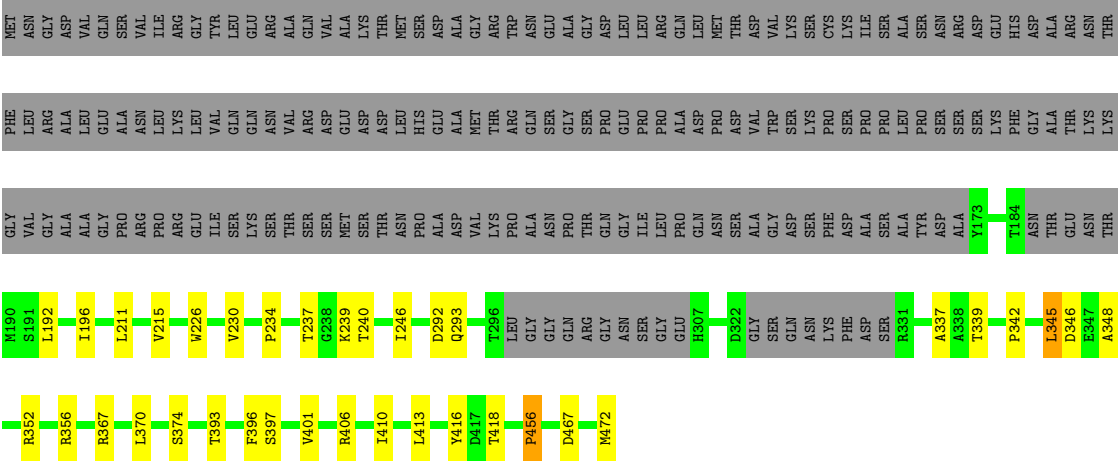 MET ASN GLY ASP VAL GLN SER VAL ILE ARG GLY TYR LEU GLU ARG ALA GLN VAL ALA LYS THR MET SER ASP ALA GLY ARG TRP ASN GLU ALA GLY ASP LEU LEU ARG GLN LEU MET THR ASP VAL LYS SER CYS LYS ILE SER ALA SER ASN ARG ASP GLU HIS ASP ALA ARG ASN THR
PHE LEU ARG ALA LEU GLU ALA ASN LEU LYS LEU VAL GLN GLN ASN VAL ARG ASP GLU ASP ASP LEU HIS GLU ALA MET THR ARG GLN SER GLY SER PRO GLU PRO PRO ALA ASP PRO ASP VAL TRP SER LYS PRO SER PRO PRO LEU PRO SER SER SER LYS PHE GLY ALA THR LYS LYS
GLY VAL GLY ALA ALA GLY PRO ARG PRO ARG GLU ILE SER LYS SER THR SER SER MET SER THR ASN PRO ALA ASP VAL LYS PRO ALA ASN PRO THR GLN GLY ILE LEU PRO GLN ASN SER ALA GLY ASP SER PHE ASP ALA SER ALA TYR ASP ALA Y173 T184 ASN THR GLU ASN THR
M190 S191 L192 I196 L211 V215 W226 V230 P234 T237 G238 K239 T240 I246 D292 Q293 T296 LEU GLY GLY GLN ARG GLY ASN SER GLY GLU H307 D322 GLY SER GLN ASN LYS PHE ASP SER R331 A337 A338 T339 P342 L345 D346 E347 A348
R352 R356 R367 L370 S374 T393 F396 S397 V401 R406 I410 L413 Y416 D417 T418 P456 D467 M472